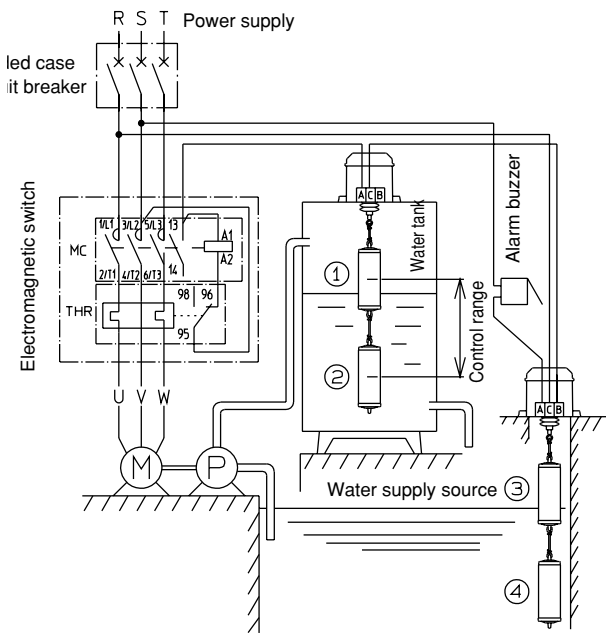 R S T Power supply
led case
it breaker
Electromagnetic switch
1/L1 3/L2 5/L3 13
A1
MC
A2
2/T1 4/T2 6/T3 14
98 96
THR
95
U V W
M P
A C B
Water tank
1
2
Control range
Alarm buzzer
A C B
Water supply source
3
4